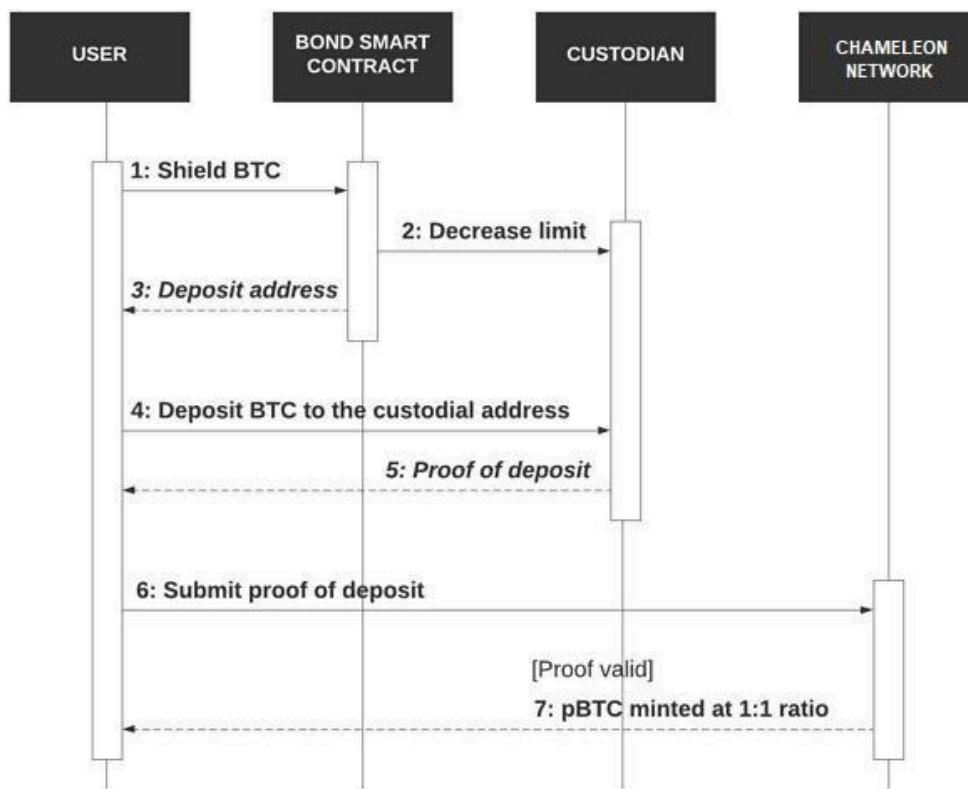 USER
BOND SMART
CONTRACT
CUSTODIAN
CHAMELEON
NETWORK
1: Shield BTC
2: Decrease limit
3: Deposit address
4: Deposit BTC to the custodial address
5: Proof of deposit
6: Submit proof of deposit
[Proof valid]
7: pBTC minted at 1:1 ratio